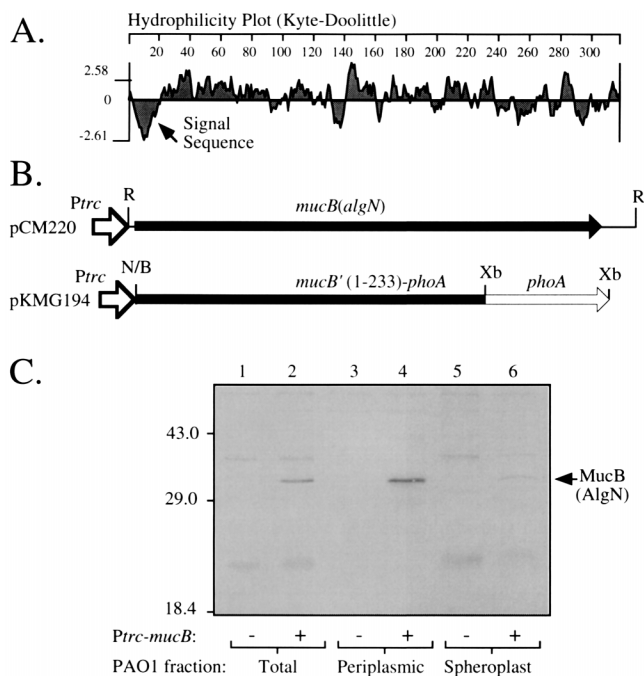 A.
Hydrophilicity Plot (Kyte-Doolittle)
20 40 60 80 100 120 140 160 180 200 220 240 260 280 300
2.58
0
-2.61
Signal
Sequence
B.
Ptrc R mucB(algN) R
pCM220
Ptrc N/B mucB' (1-233)-phoA Xb phoA Xb
pKMG194
C.
1 2 3 4 5 6
43.0
29.0
18.4
MucB
(AlgN)
Ptrc-mucB: - + - + - +
PAO1 fraction: Total Periplasmic Spheroplast